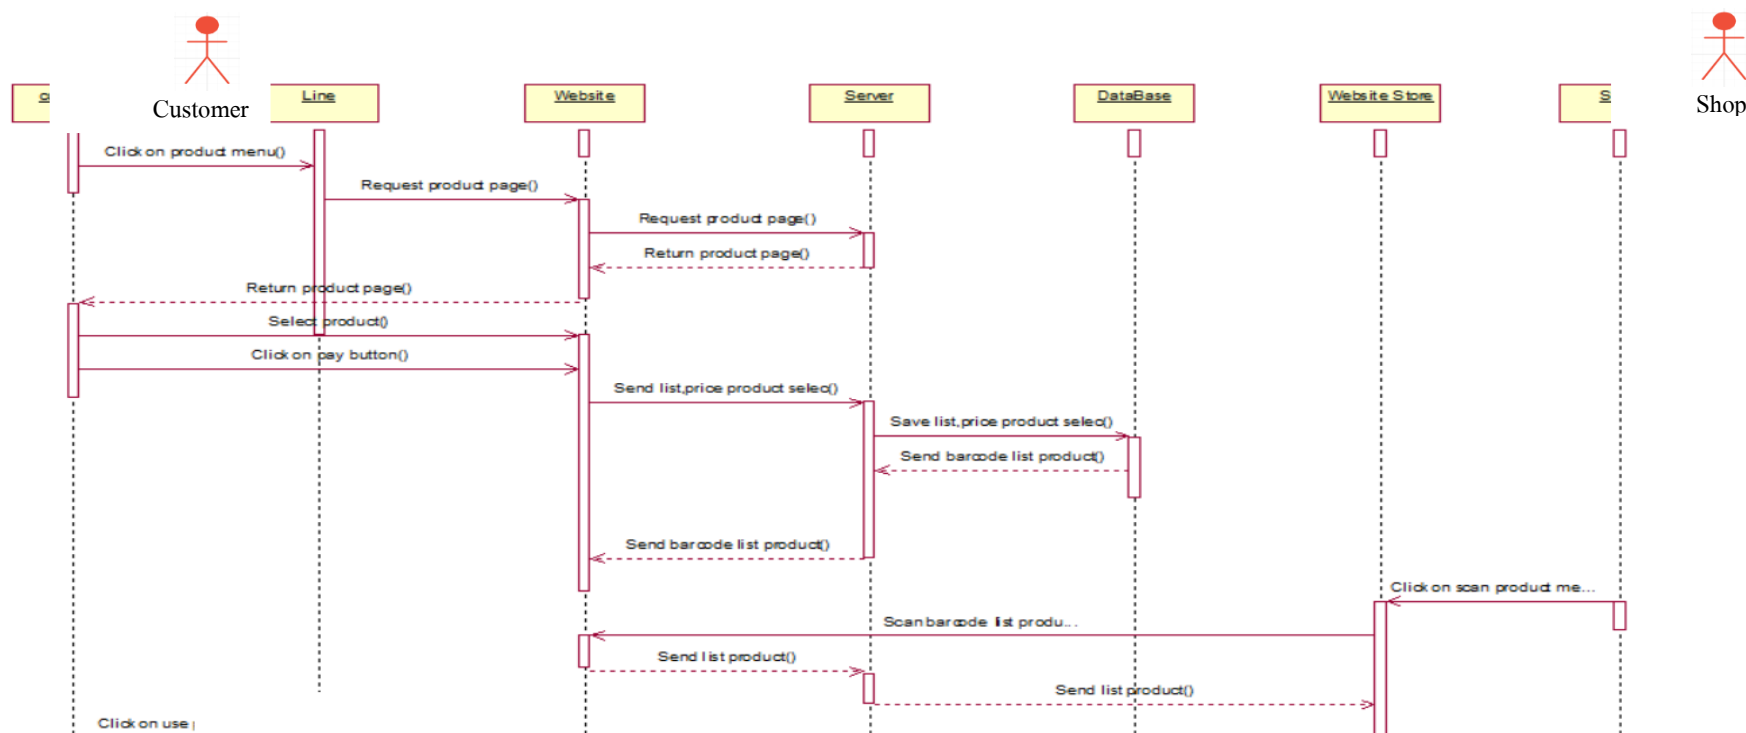 Customer
Shop
Line
Website
Server
DataBase
Website Store
Click on product menu()
Request product page()
Request product page()
Return product page()
Return product page()
Select product()
Click on pay button()
Send list,price product selec()
Save list,price product selec()
Send barcode list product()
Send barcode list product()
Click on scan product me...
Scan barcode list produ...
Send list product()
Send list product()
Click on use